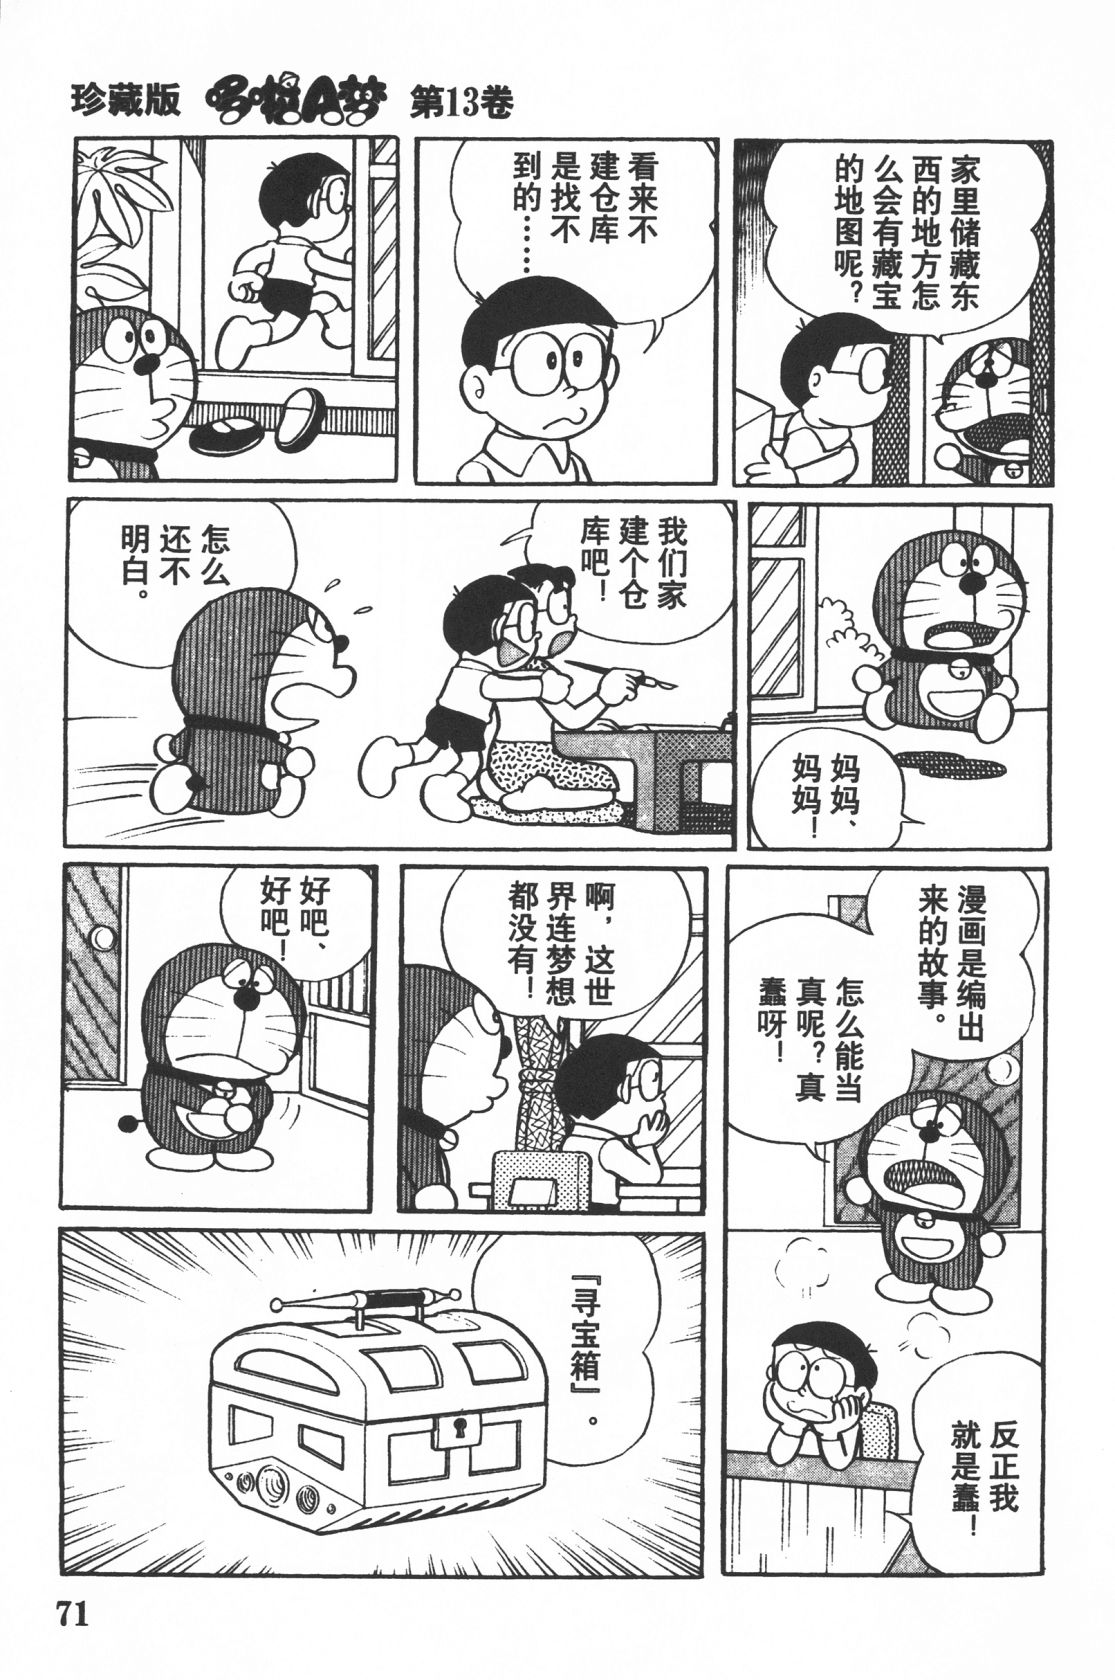 珍藏版 哆啦A梦 第13卷
家里储藏东
西的地方怎
么会有藏宝
的地图呢？
看来不
建仓库
是找不
到的……
妈妈、
妈妈！
我们家
建个仓
库吧！
怎么
还不
明白。
漫画是编出
来的故事。
怎么能当
真呢？真
蠢呀！
反正我
就是蠢！
啊，这世
界连梦想
都没有！
好吧、
好吧！
『寻宝箱』。
71